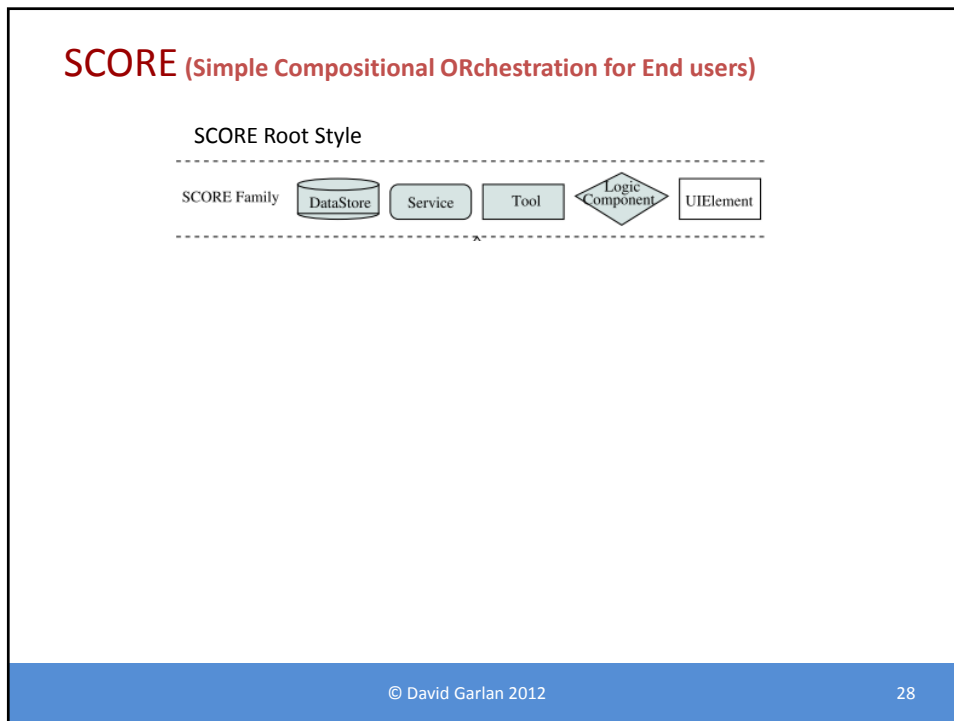 SCORE (Simple Compositional ORchestration for End users)
SCORE Root Style
SCORE Family
DataStore
Service
Tool
Logic
Component
UIElement
© David Garlan 2012
28